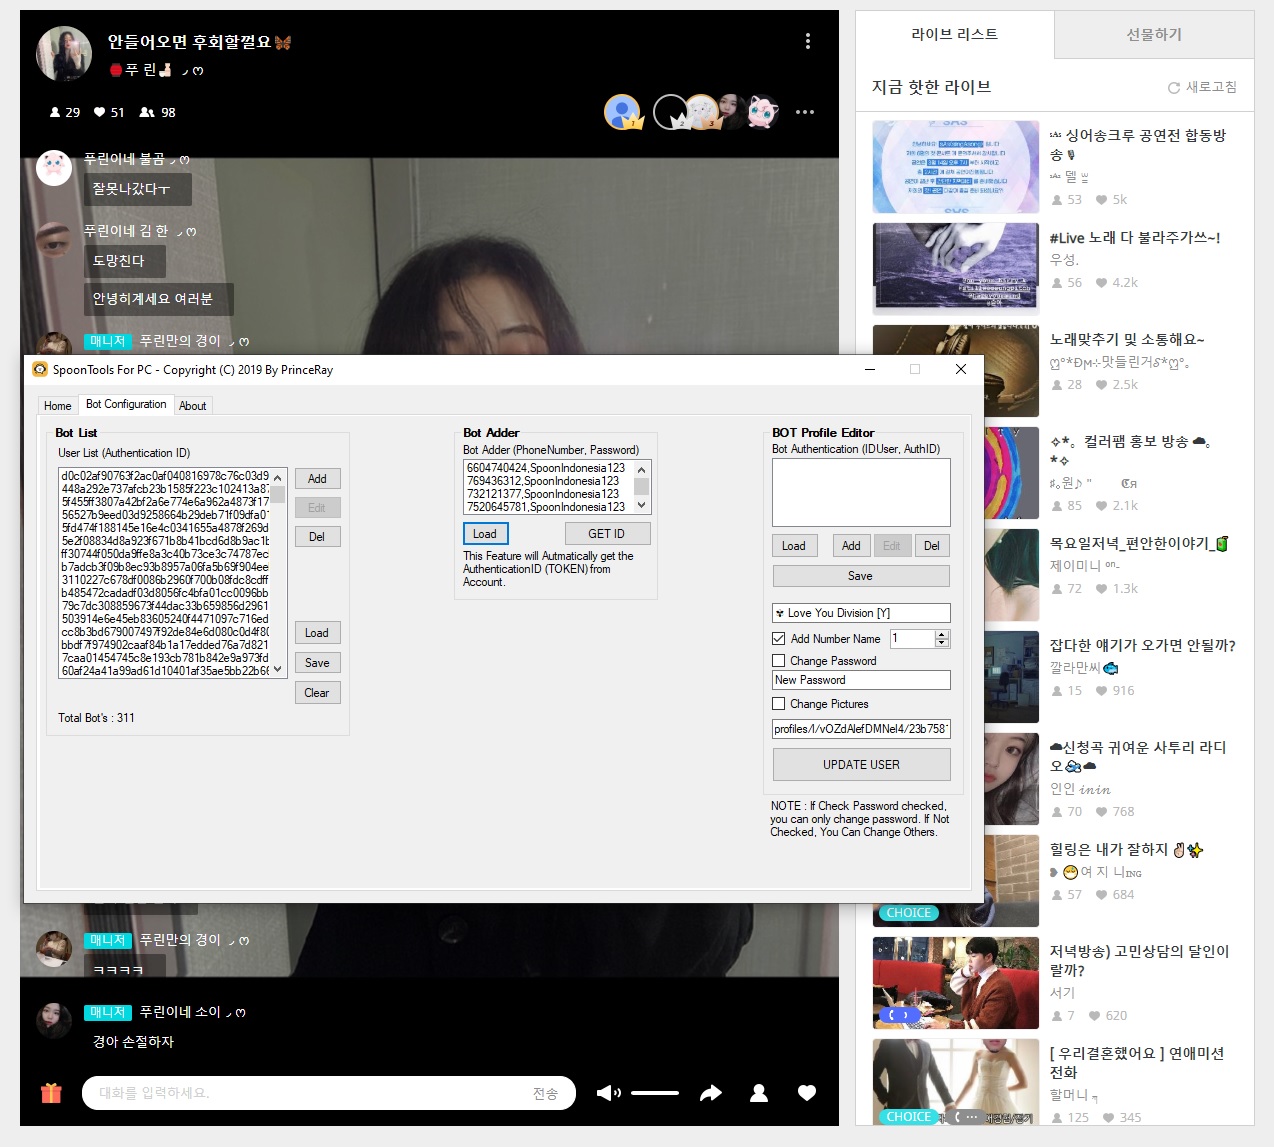 안들어오면 후회할껄요
푸 린
29 51 98
푸린이네 불곰
잘못나갔다ㅜ
푸린이네 김 한
도망친다
안녕히계세요 여러분
매니저 푸린만의 경이
SpoonTools For PC - Copyright (C) 2019 By PrinceRay
Home Bot Configuration About
Bot List
User List (Authentication ID)
d0c02af90763f2ac0af040816978c76c03d9
448a292e737afcb23b1585f223c102413a87
5f455ff3807a42bf2a6e774e6a962a4873f17
56527b9eed03d9258664b29deb71f09dfa01
5fd474f188145e16e4c0341655a4878f269d
5e2f08834d8a923f671b8b41bcd6d8b9ac1b
ff30744f050da9ffe8a3c40b73ce3c74787ec
b7adcb3f09b8ec93b8957a06fa5b69f904ee
3110227c678df0086b2960f700b08fdc8cdff
b485472cadadf03d8056fc4bfa01cc0096bb
79c7dc308859673f44dac33b659856d2961
503914e6e45eb83605240f4471097c716ed
cc8b3bd679007497f92de84e6d080c0d4f80
bbdf7f974902caaf84b1a17edded76a7d821
7caa01454745c8e193cb781b842e9a973fd
60af24a41a99ad61d10401af35ae5bb22b66
Add
Edit
Del
Load
Save
Clear
Total Bot's : 311
Bot Adder
Bot Adder (PhoneNumber, Password)
6604740424,SpoonIndonesia123
769436312,SpoonIndonesia123
732121377,SpoonIndonesia123
7520645781,SpoonIndonesia123
Load GET ID
This Feature will Autmatically get the
AuthenticationID (TOKEN) from
Account.
BOT Profile Editor
Bot Authentication (IDUser, AuthID)
Load Add Edit Del
Save
Love You Division [Y]
Add Number Name 1
Change Password
New Password
Change Pictures
profiles/l/vOZdAlefDMNel4/23b758
UPDATE USER
NOTE : If Check Password checked,
you can only change password. If Not
Checked, You Can Change Others.
매니저 푸린만의 경이
ㅋㅋㅋㅋ
매니저 푸린이네 소이
경아 손절하자
대화를 입력하세요. 전송
라이브 리스트 선물하기
지금 핫한 라이브 새로고침
싱어송크루 공연전 합동방
송
델
53 5k
#Live 노래 다 불라주가쓰~!
우성.
56 4.2k
노래맞추기 및 소통해요~
맛들린거
28 2.5k
컬러팸 홍보 방송
원♪
85 2.1k
목요일저녁_편안한이야기_
제이미니
72 1.3k
잡다한 얘기가 오가면 안될까?
깔라만씨
15 916
신청곡 귀여운 사투리 라디
오
인인 inin
70 768
힐링은 내가 잘하지
여 지 니ING
57 684
CHOICE
저녁방송) 고민상담의 달인이
랄까?
서기
7 620
[ 우리결혼했어요 ] 연애미션
전화
할머니
125 345
CHOICE